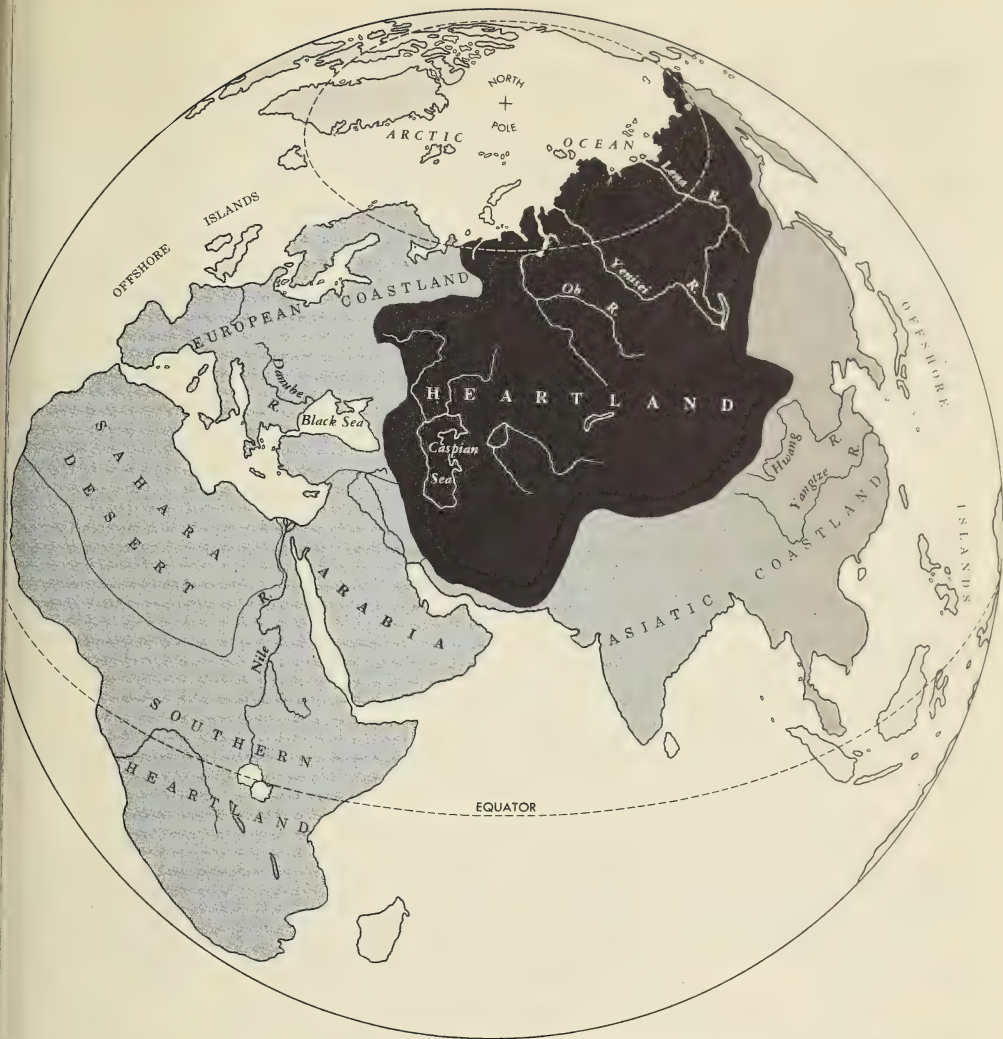 NORTH
POLE
ARCTIC OCEAN
Lena R.
OFFSHORE ISLANDS
Yenisei R.
Ob R.
EUROPEAN COASTLAND
OFFSHORE ISLANDS
Danube R.
Black Sea
HEARTLAND
Caspian
Sea
Hwang R.
Yangtze R.
SAHARA
DESERT
ARABIA
ASIATIC COASTLAND
Nile R.
SOUTHERN
HEARTLAND
EQUATOR